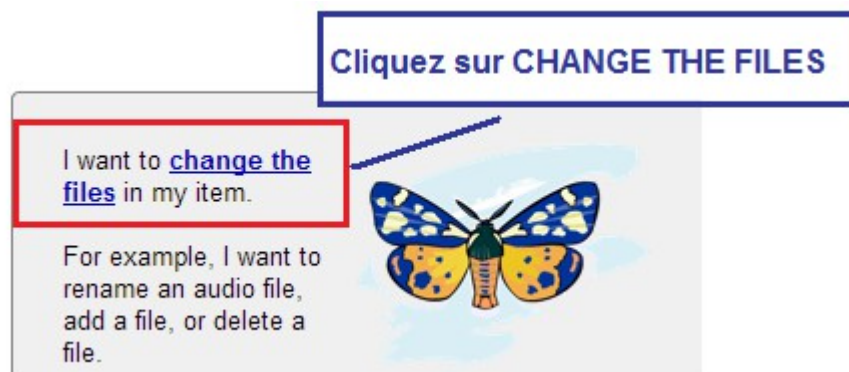 Cliquez sur CHANGE THE FILES
I want to change the
files in my item.
For example, I want to
rename an audio file,
add a file, or delete a
file.